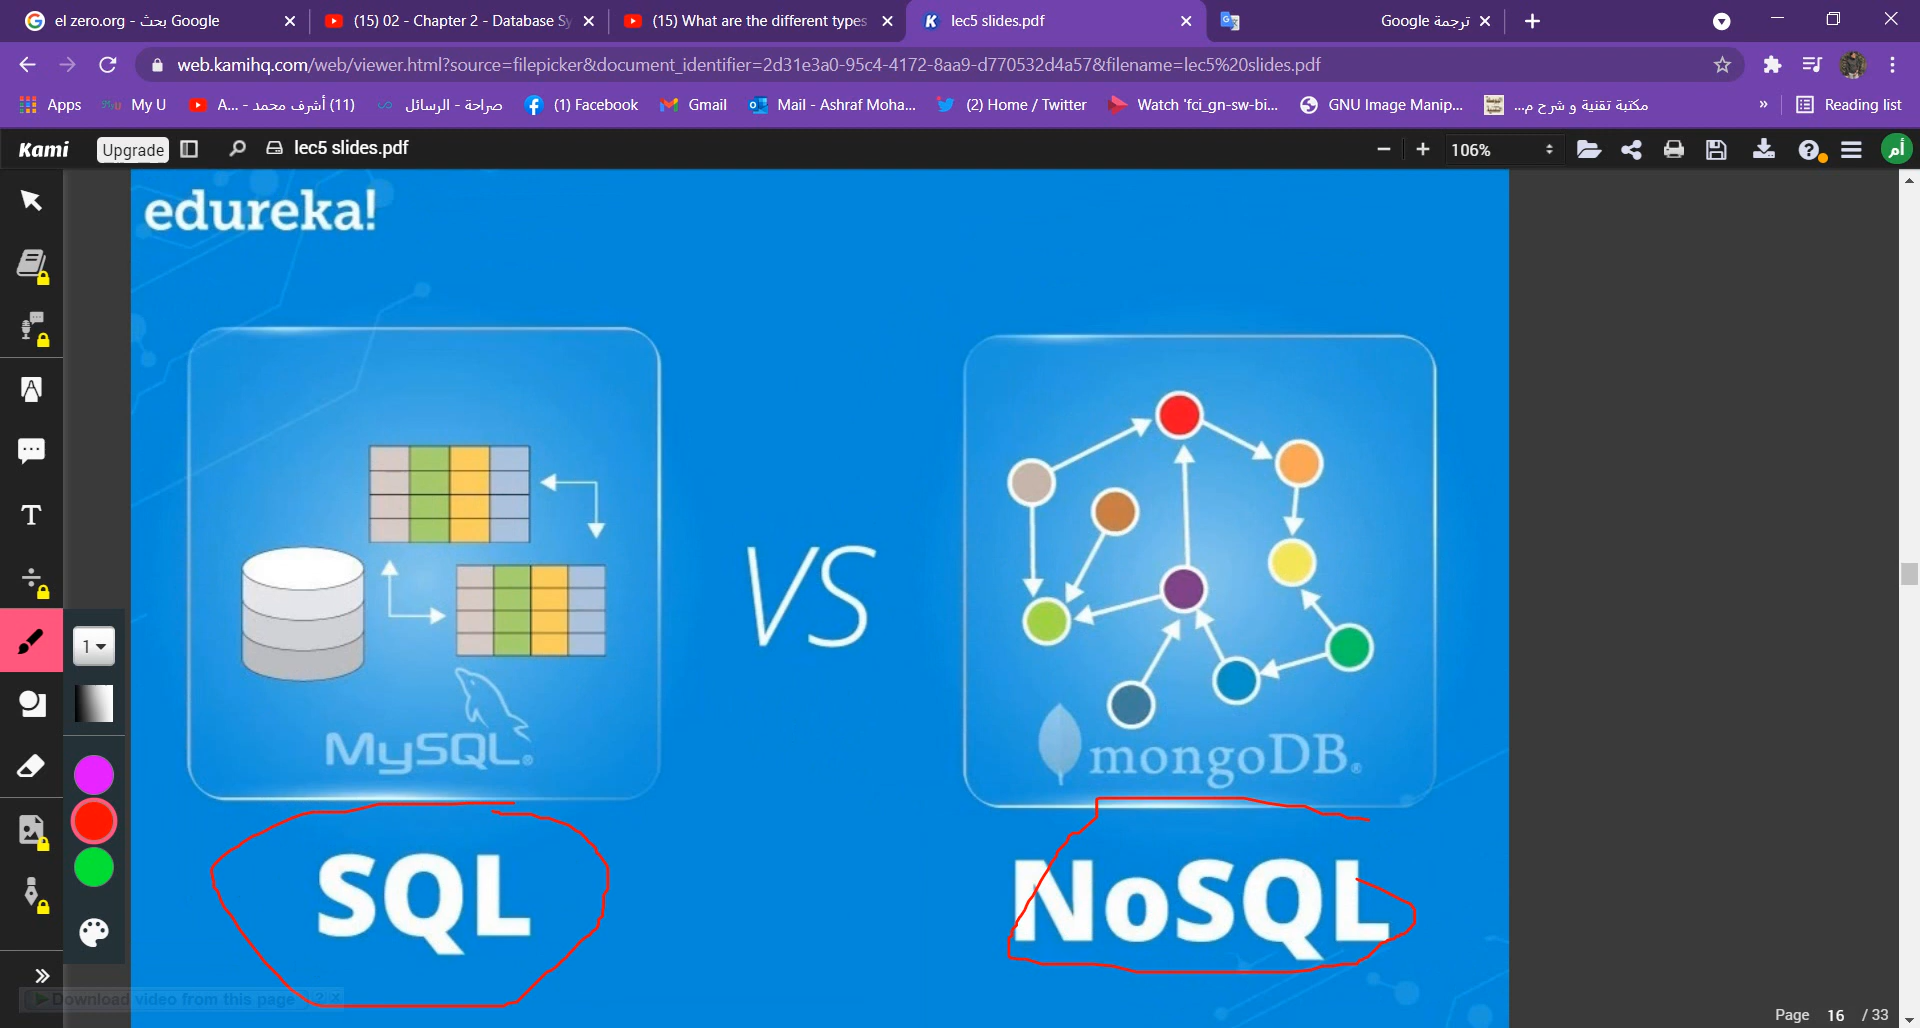 el zero.org - بحث Google
(15) 02 - Chapter 2 - Database Sy
(15) What are the different types
lec5 slides.pdf
ترجمة Google
web.kamihq.com/web/viewer.html?source=filepicker&document_identifier=2d31e3a0-95c4-4172-8aa9-d770532d4a57&filename=lec5%20slides.pdf
Apps
My U
(11) أشرف محمد - A...
صراحة - الرسائل
(1) Facebook
Gmail
Mail - Ashraf Moha...
(2) Home / Twitter
Watch 'fci_gn-sw-bi...
GNU Image Manip...
مكتبة تقنية و شرح م...
»
Reading list
Kami
Upgrade
lec5 slides.pdf
106%
أم
edureka!
VS
MySQL®
mongoDB®
SQL
NoSQL
1
Download video from this page ? x
Page 16 / 33